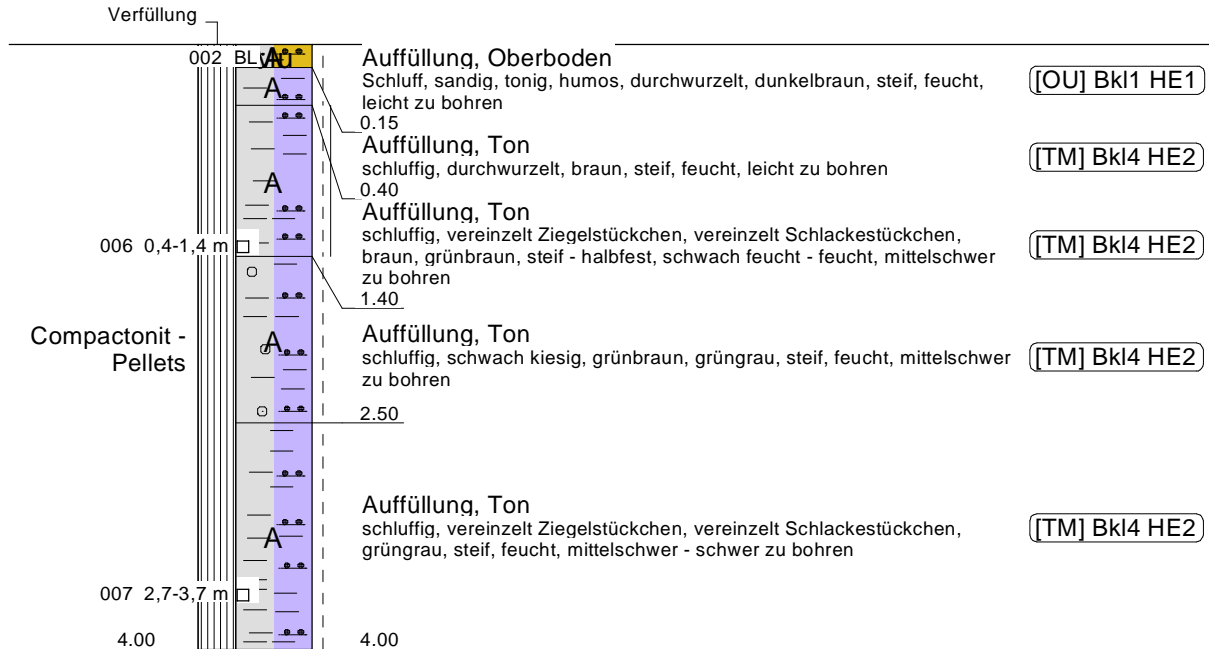 Verfüllung
002 BL
A
Auffüllung, Oberboden
Schluff, sandig, tonig, humos, durchwurzelt, dunkelbraun, steif, feucht,
leicht zu bohren
[OU] Bkl1 HE1
0.15
A
Auffüllung, Ton
schluffig, durchwurzelt, braun, steif, feucht, leicht zu bohren
[TM] Bkl4 HE2
0.40
A
Auffüllung, Ton
schluffig, vereinzelt Ziegelstückchen, vereinzelt Schlackestückchen,
braun, grünbraun, steif - halbfest, schwach feucht - feucht, mittelschwer
zu bohren
[TM] Bkl4 HE2
006 0,4-1,4 m
1.40
Compactonit -
Pellets
A
Auffüllung, Ton
schluffig, schwach kiesig, grünbraun, grüngrau, steif, feucht, mittelschwer
zu bohren
[TM] Bkl4 HE2
2.50
A
Auffüllung, Ton
schluffig, vereinzelt Ziegelstückchen, vereinzelt Schlackestückchen,
grüngrau, steif, feucht, mittelschwer - schwer zu bohren
[TM] Bkl4 HE2
007 2,7-3,7 m
4.00
4.00